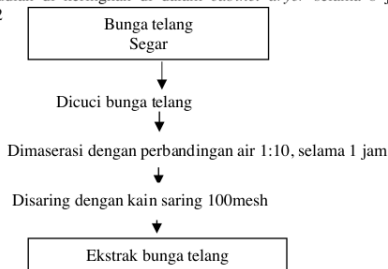 2
Bunga telang
Segar
Dicuci bunga telang
Dimaserasi dengan perbandingan air 1:10, selama 1 jam
Disaring dengan kain saring 100mesh
Ekstrak bunga telang